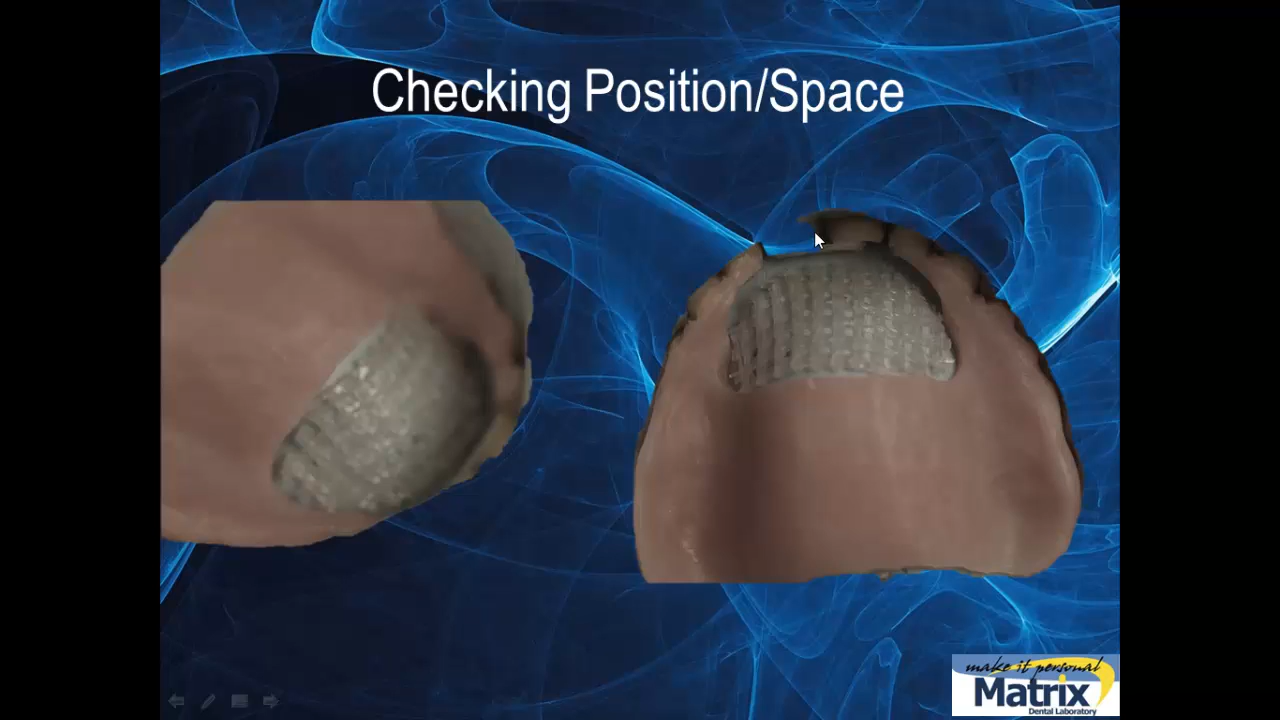 Checking Position/Space
make it personal
Matrix
Dental Laboratory